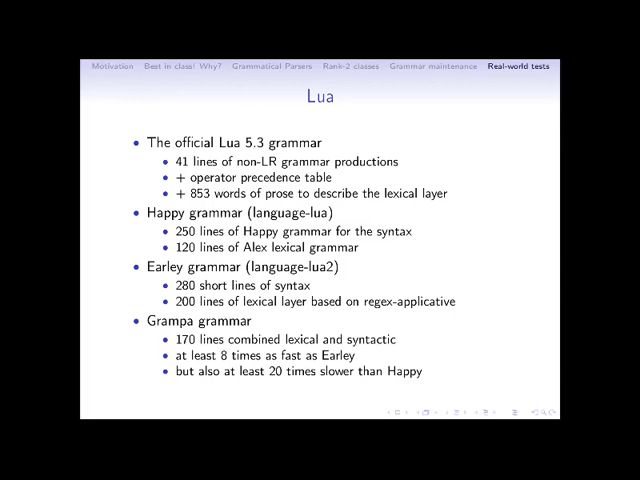 Motivation Best in class! Why? Grammatical Parsers Rank-2 classes Grammar maintenance Real-world tests
Lua
• The official Lua 5.3 grammar
• 41 lines of non-LR grammar productions
• + operator precedence table
• + 853 words of prose to describe the lexical layer
• Happy grammar (language-lua)
• 250 lines of Happy grammar for the syntax
• 120 lines of Alex lexical grammar
• Earley grammar (language-lua2)
• 280 short lines of syntax
• 200 lines of lexical layer based on regex-applicative
• Grampa grammar
• 170 lines combined lexical and syntactic
• at least 8 times as fast as Earley
• but also at least 20 times slower than Happy